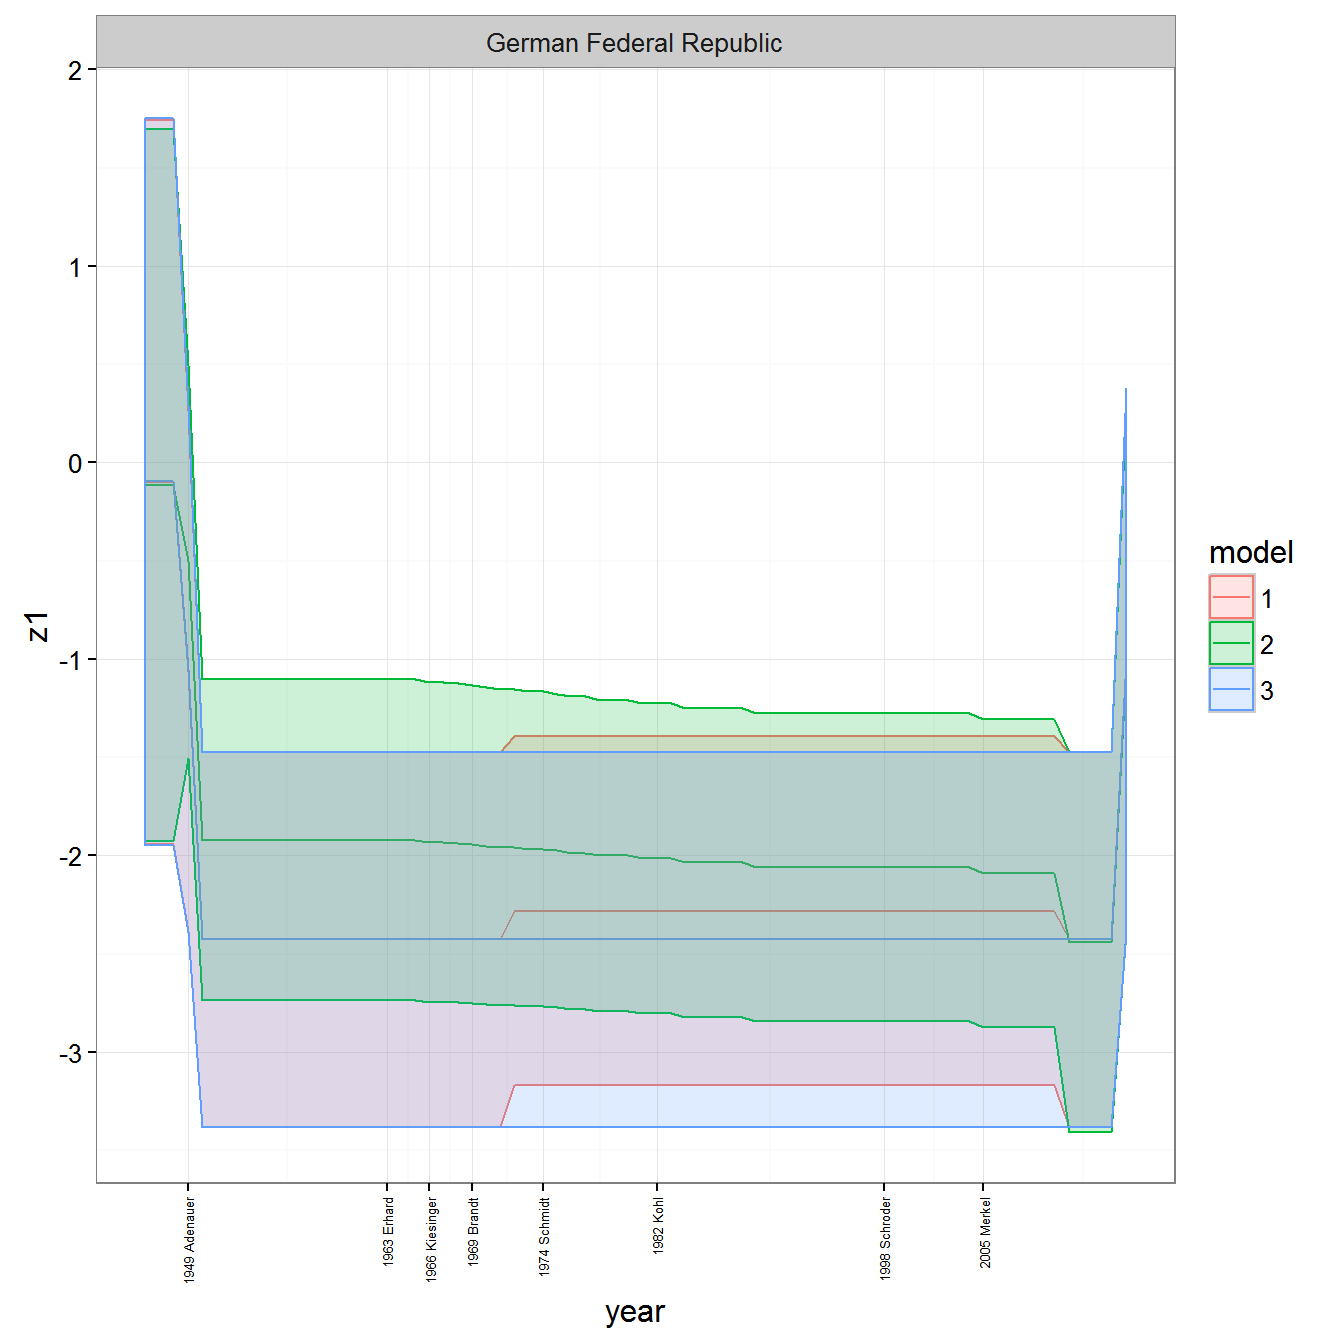 German Federal Republic
2
1
0
-1
-2
-3
z1
1949 Adenauer
1963 Erhard
1966 Kiesinger
1969 Brandt
1974 Schmidt
1982 Kohl
1998 Schroder
2005 Merkel
year
model
1
2
3